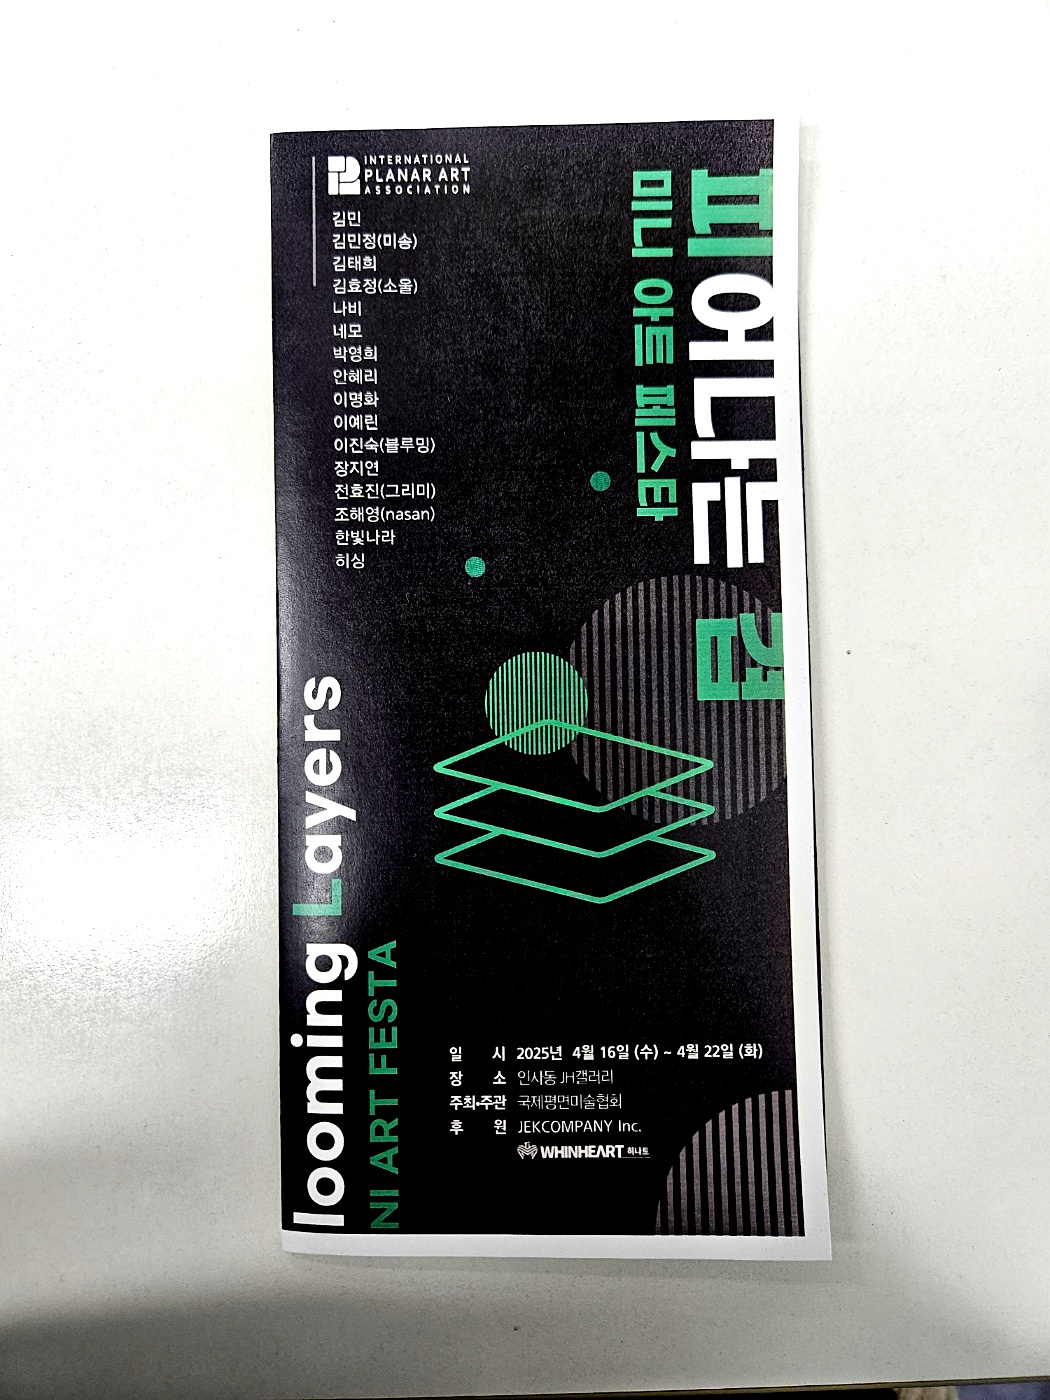 INTERNATIONAL
PLANAR ART
ASSOCIATION
김민
김민정(미송)
김태희
김효정(소울)
나비
네모
박영희
안혜리
이명화
이예린
이진숙(블루밍)
장지연
전효진(그리미)
조해영(nasan)
한빛나라
히싱
피어나는 겹
미니 아트 페스타
looming Layers
NI ART FESTA
일 시 2025년 4월 16일 (수) ~ 4월 22일 (화)
장 소 인사동 JH갤러리
주최•주관 국제평면미술협회
후 원 JEKCOMPANY Inc.
WHINHEART 휘나트